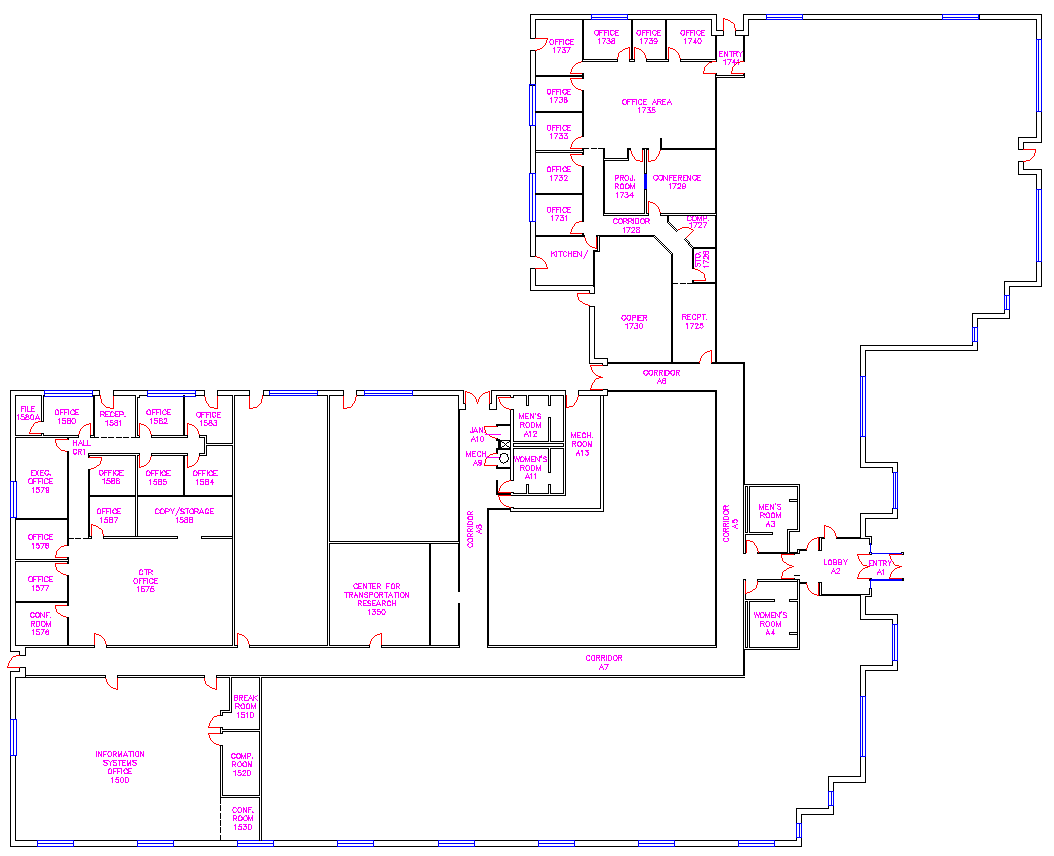 OFFICE
1737
OFFICE
1738
OFFICE
1739
OFFICE
1740
ENTRY
1741
OFFICE
1736
OFFICE AREA
1735
OFFICE
1733
OFFICE
1732
PROJ.
ROOM
1734
CONFERENCE
1729
OFFICE
1731
CORRIDOR
1728
COMP.
1727
KITCHEN/
STO.
1726
COPIER
1730
RECPT.
1725
CORRIDOR
A6
FILE
1580A
OFFICE
1580
RECEP.
1581
OFFICE
1582
OFFICE
1583
HALL
CR1
EXEC.
OFFICE
1579
OFFICE
1586
OFFICE
1585
OFFICE
1584
OFFICE
1587
COPY/STORAGE
1588
OFFICE
1578
OFFICE
1577
CTR
OFFICE
1575
CONF.
ROOM
1576
JAN.
A10
MEN'S
ROOM
A12
MECH.
ROOM
A13
MECH.
A9
WOMEN'S
ROOM
A11
CORRIDOR
A8
CENTER FOR
TRANSPORTATION
RESEARCH
1350
CORRIDOR
A5
MEN'S
ROOM
A3
LOBBY
A2
ENTRY
A1
WOMEN'S
ROOM
A4
CORRIDOR
A7
BREAK
ROOM
151D
INFORMATION
SYSTEMS
OFFICE
150D
COMP.
ROOM
152D
CONF.
ROOM
153D